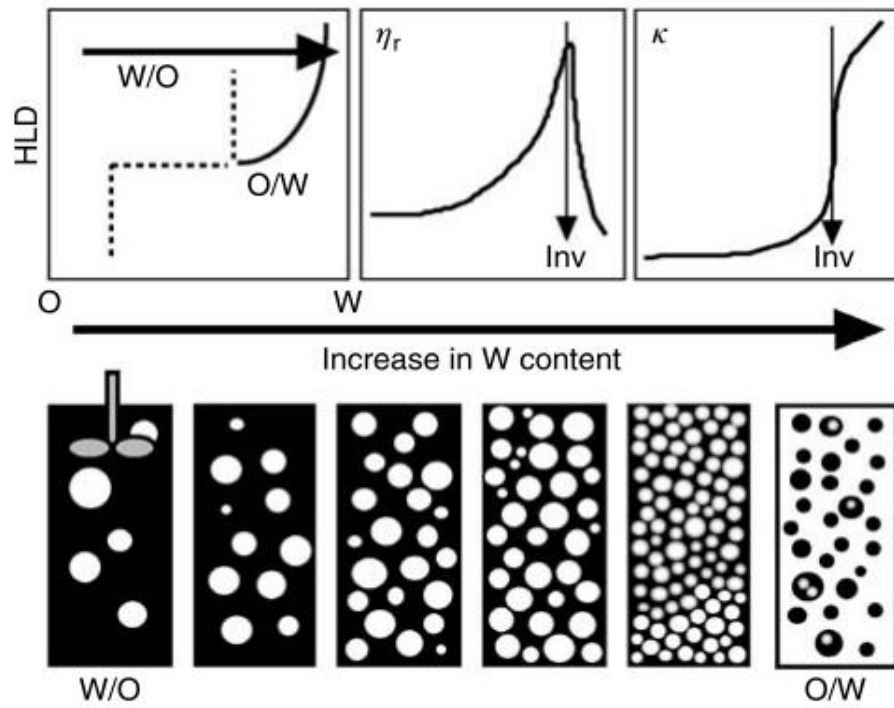 HLD
W/O
O/W
O
W
ηr
Inv
κ
Inv
Increase in W content
W/O
O/W